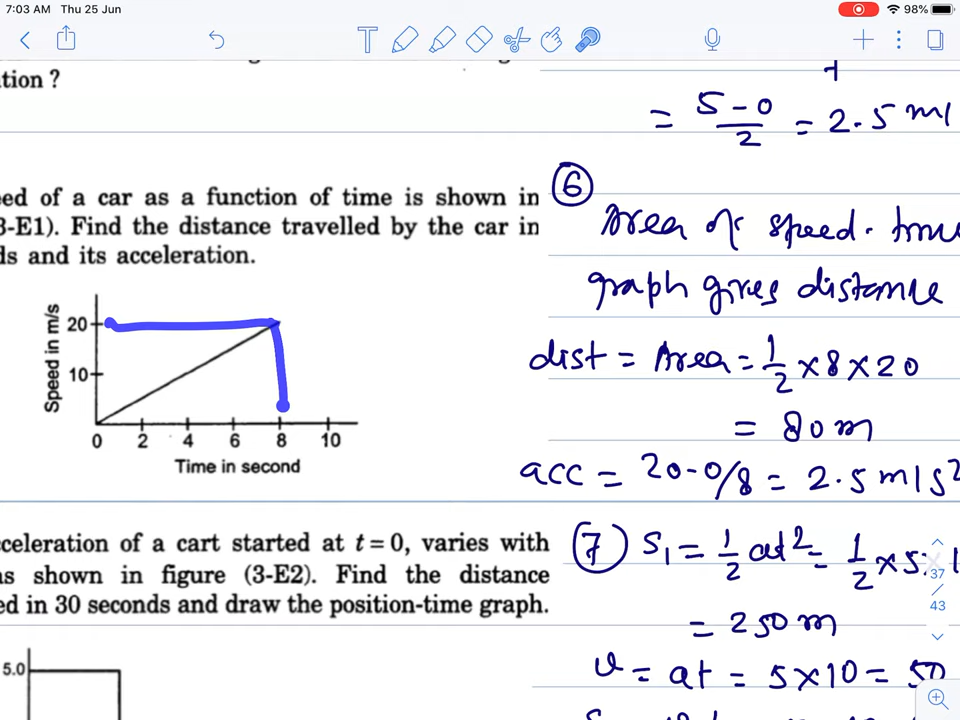 7:03 AM Thu 25 Jun
98%
tion ?
= 5-0/2 = 2.5 m/
eed of a car as a function of time is shown in
3-E1). Find the distance travelled by the car in
ds and its acceleration.
Speed in m/s
20
10
0 2 4 6 8 10
Time in second
6
Area of speed-time
graph gives distance
dist = Area = 1/2 × 8 × 20
= 80 m
acc = 20-0/8 = 2.5 m/s2
cceleration of a cart started at t = 0, varies with
as shown in figure (3-E2). Find the distance
ed in 30 seconds and draw the position-time graph.
5.0
7 S1 = 1/2 at2 = 1/2 × 5 × 1
= 250 m
v = at = 5 × 10 = 50
37
/
43